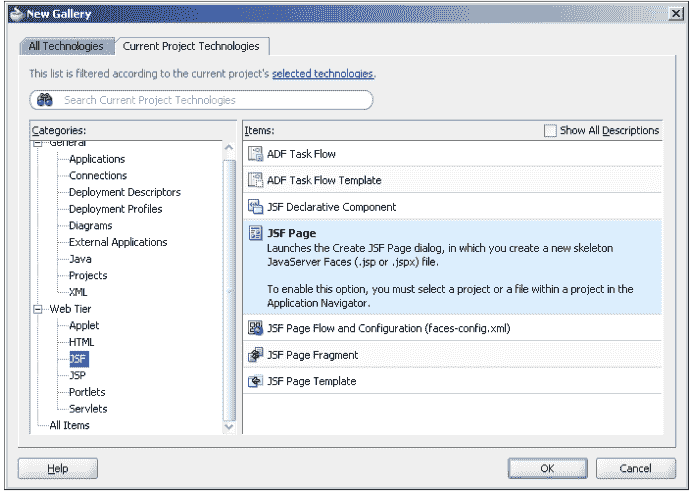 New Gallery
All Technologies
Current Project Technologies
This list is filtered according to the current project's selected technologies.
Search Current Project Technologies
Categories:
General
Applications
Connections
Deployment Descriptors
Deployment Profiles
Diagrams
External Applications
Java
Projects
XML
Web Tier
Applet
HTML
JSF
JSP
Portlets
Servlets
All Items
Items:
Show All Descriptions
ADF Task Flow
ADF Task Flow Template
JSF Declarative Component
JSF Page
Launches the Create JSF Page dialog, in which you create a new skeleton
JavaServer Faces (.jsp or .jspx) file.
To enable this option, you must select a project or a file within a project in the
Application Navigator.
JSF Page Flow and Configuration (faces-config.xml)
JSF Page Fragment
JSF Page Template
Help
OK
Cancel